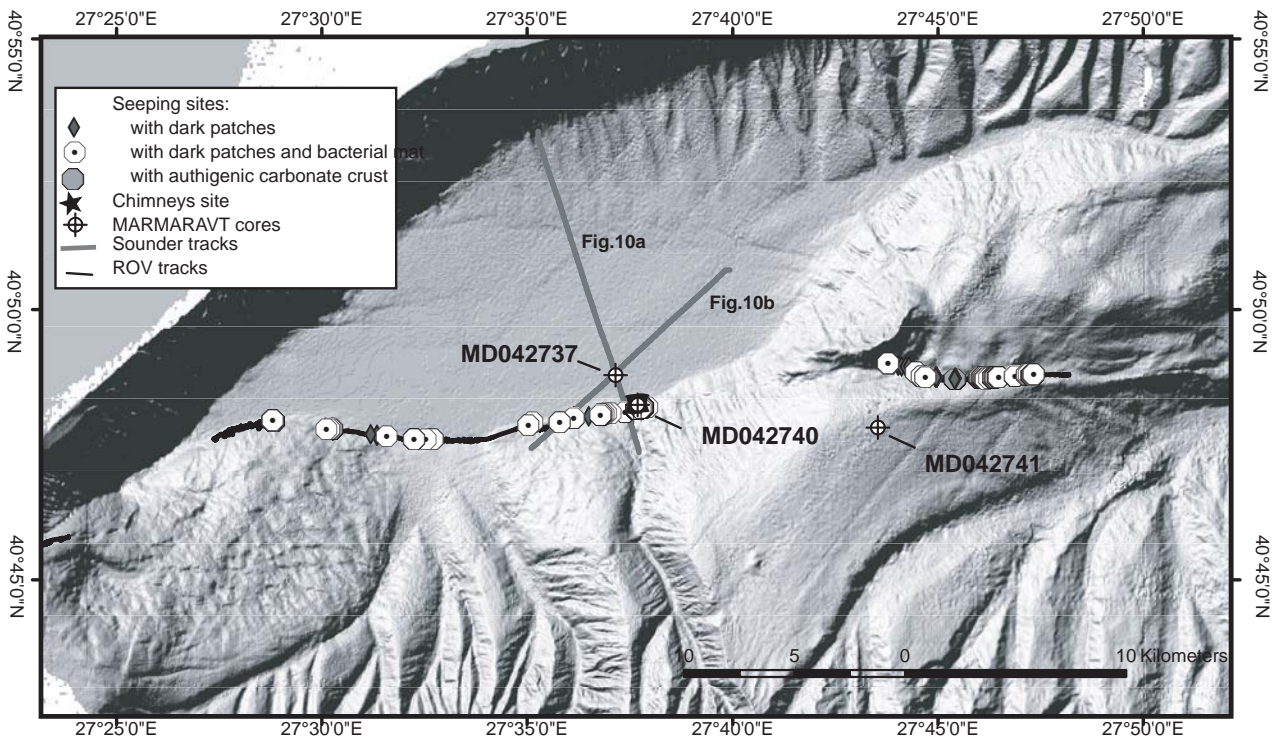 27°25'0"E 27°30'0"E 27°35'0"E 27°40'0"E 27°45'0"E 27°50'0"E
40°55'0"N 40°55'0"N
Seeping sites:
with dark patches
with dark patches and bacterial mat
with authigenic carbonate crust
Chimneys site
MARMARAVT cores
Sounder tracks
ROV tracks
Fig.10a
Fig.10b
40°50'0"N 40°50'0"N
MD042737
MD042740
MD042741
40°45'0"N 40°45'0"N
10 5 0 10 Kilometers
27°25'0"E 27°30'0"E 27°35'0"E 27°40'0"E 27°45'0"E 27°50'0"E